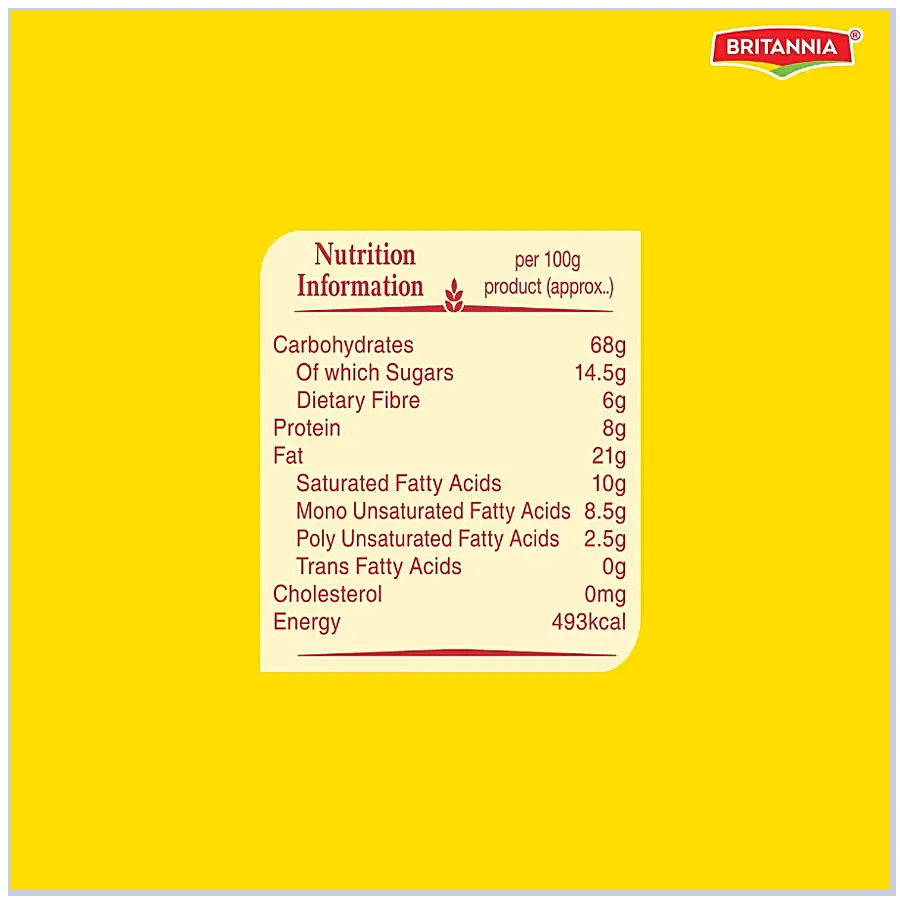 BRITANNIA®
Nutrition
Information
per 100g
product (approx..)
Carbohydrates 68g
Of which Sugars 14.5g
Dietary Fibre 6g
Protein 8g
Fat 21g
Saturated Fatty Acids 10g
Mono Unsaturated Fatty Acids 8.5g
Poly Unsaturated Fatty Acids 2.5g
Trans Fatty Acids 0g
Cholesterol 0mg
Energy 493kcal